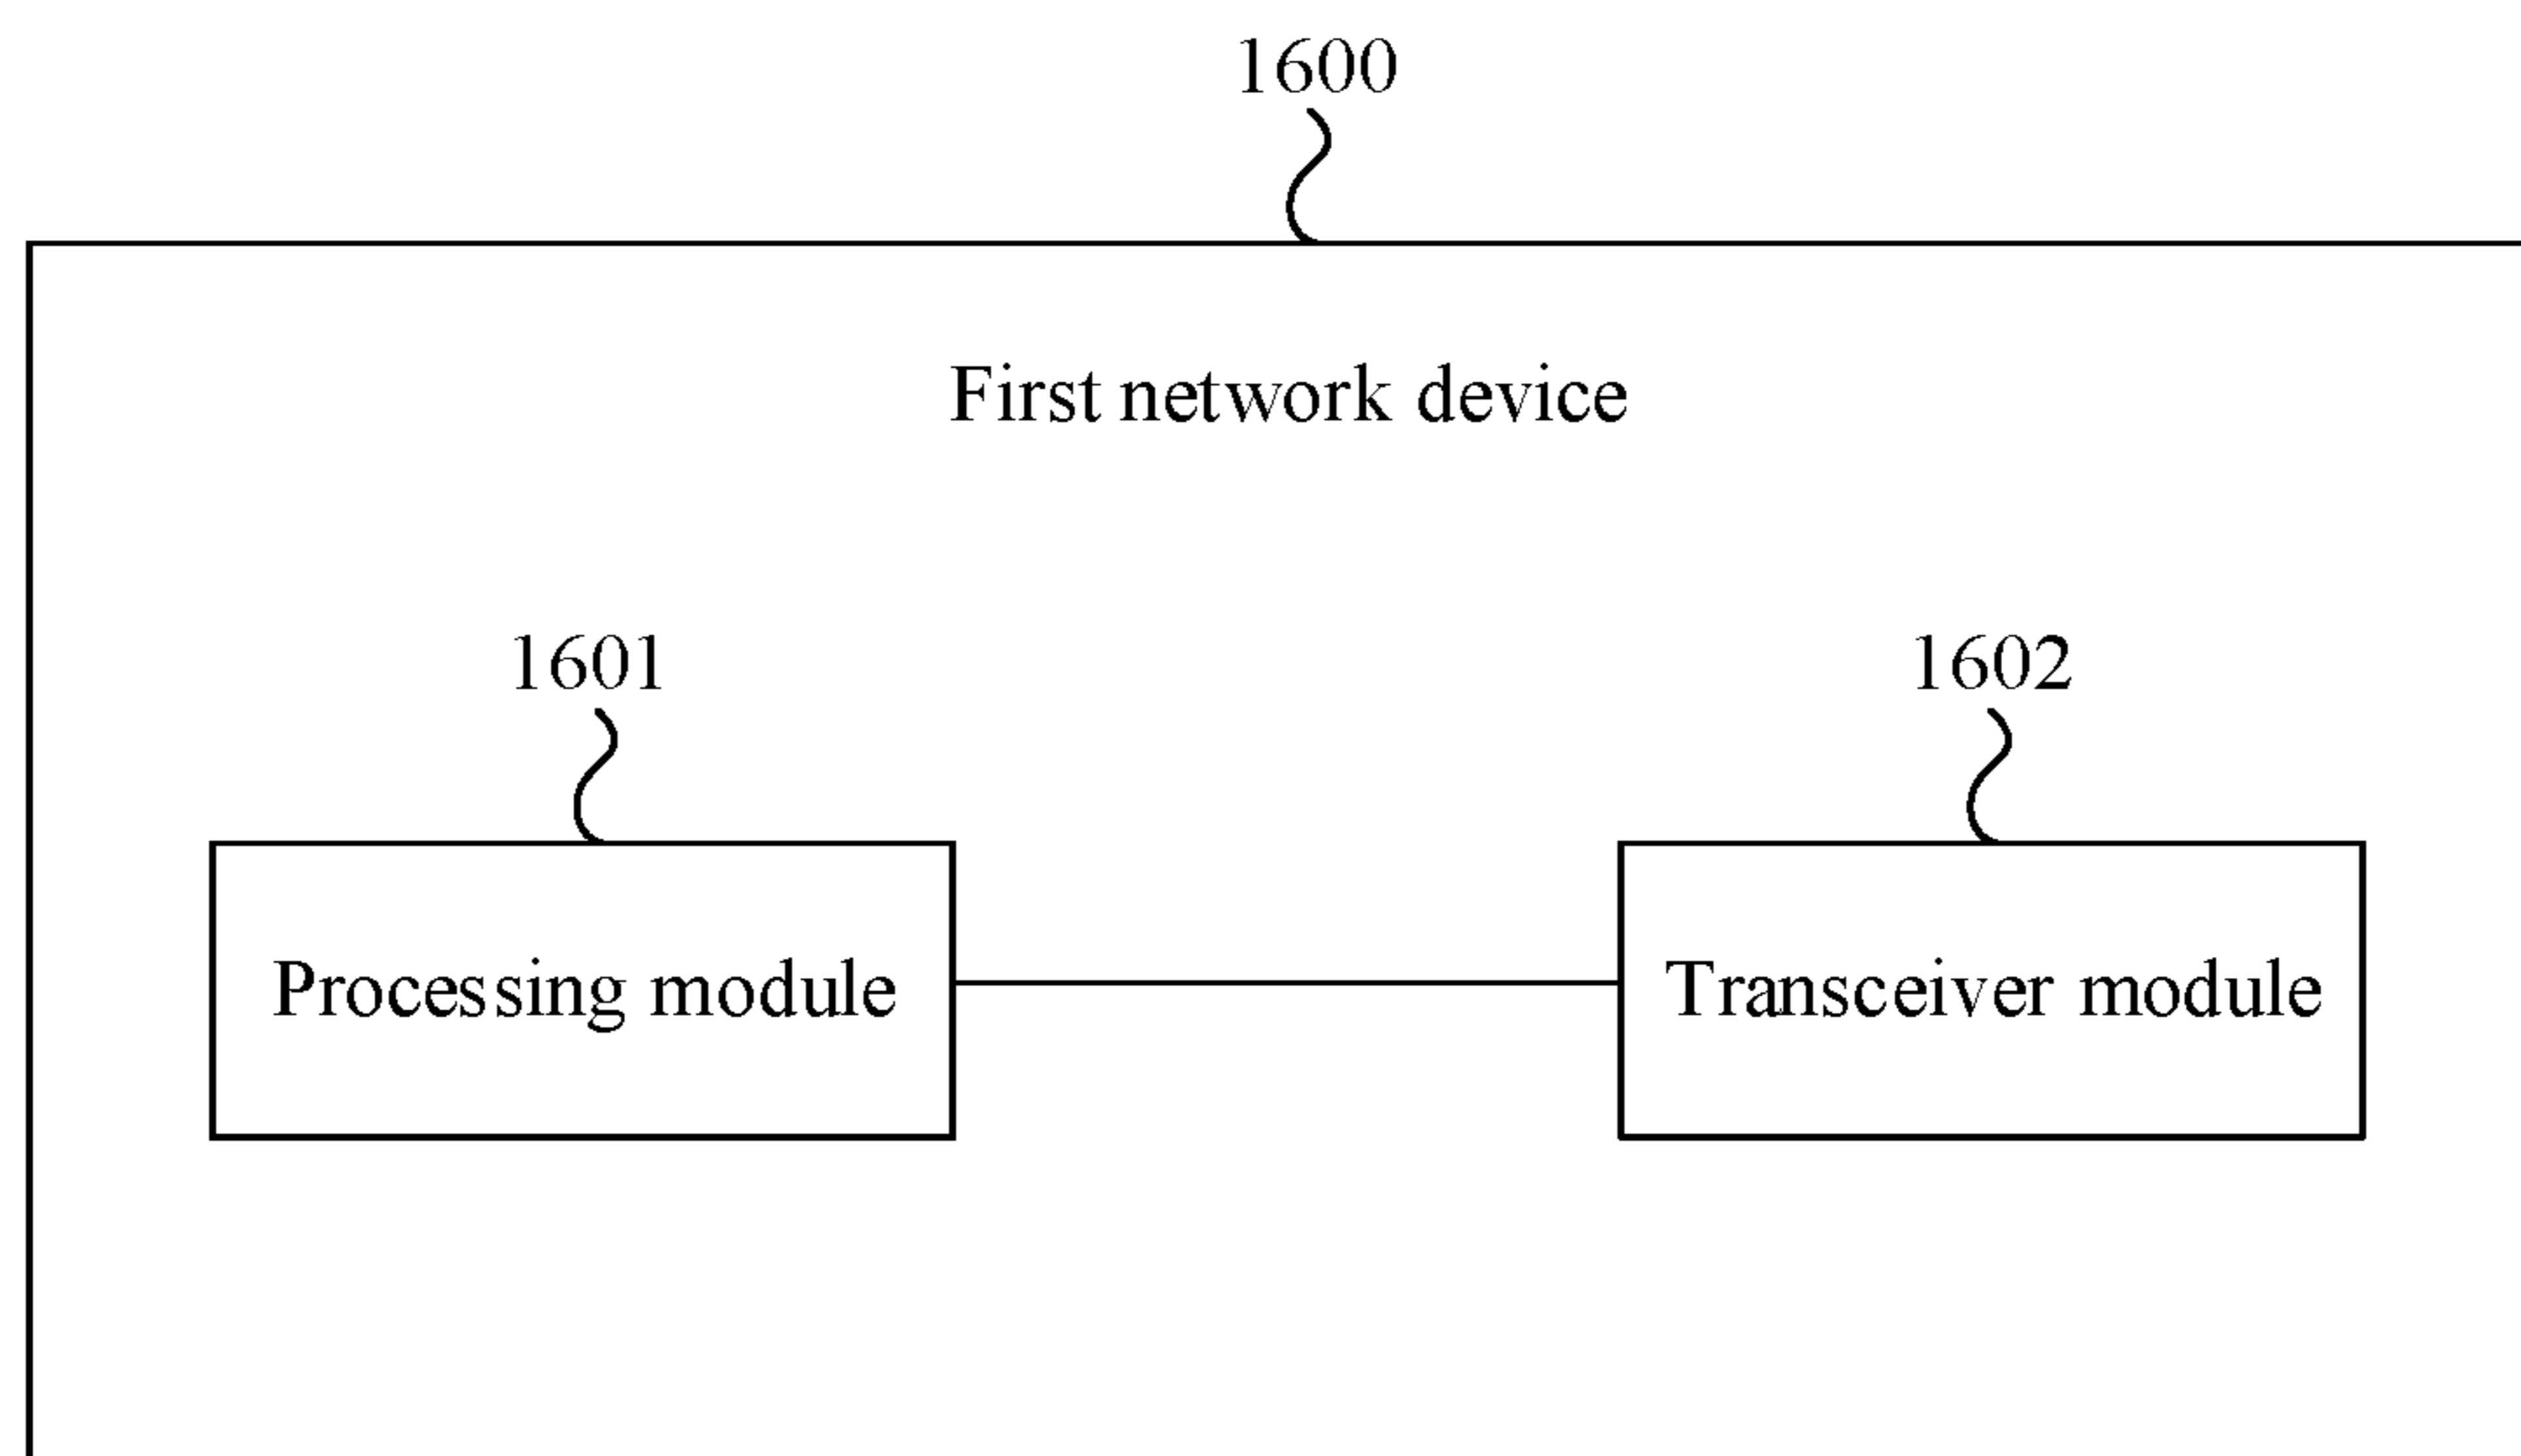 1600
First network device
1601
1602
Processing module
Transceiver module